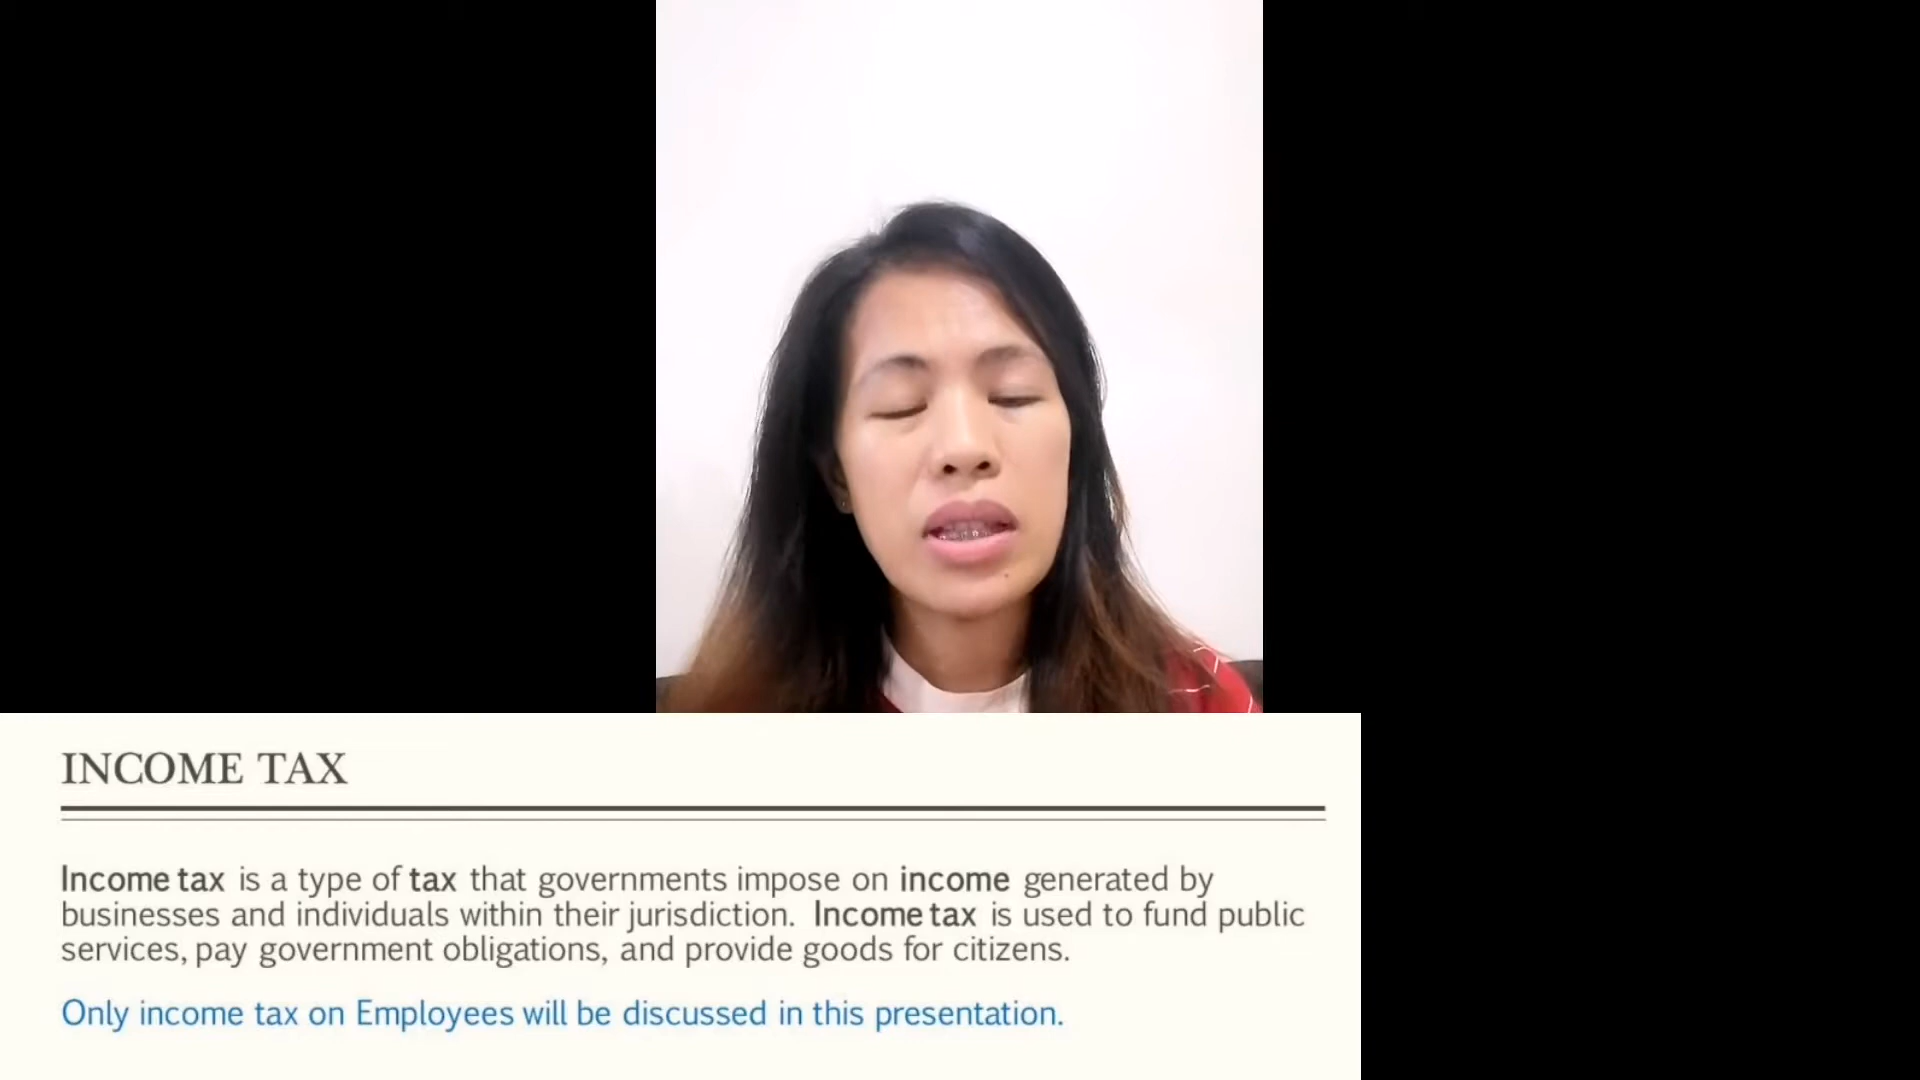 INCOME TAX
Income tax is a type of tax that governments impose on income generated by
businesses and individuals within their jurisdiction. Income tax is used to fund public
services, pay government obligations, and provide goods for citizens.
Only income tax on Employees will be discussed in this presentation.